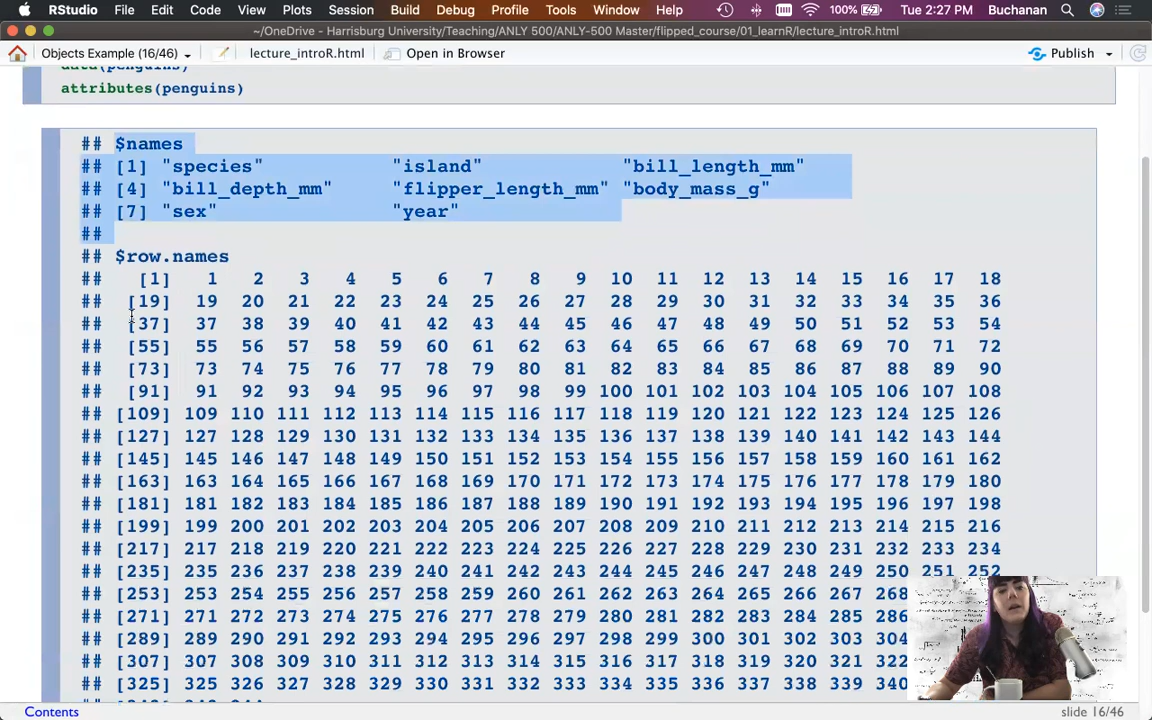 RStudio File Edit Code View Plots Session Build Debug Profile Tools Window Help 100% Tue 2:27 PM Buchanan
~/OneDrive - Harrisburg University/Teaching/ANLY 500/ANLY-500 Master/flipped_course/01_learnR/lecture_introR.html
Objects Example (16/46) lecture_introR.html Open in Browser Publish
data(penguins)
attributes(penguins)
## $names
## [1] "species" "island" "bill_length_mm"
## [4] "bill_depth_mm" "flipper_length_mm" "body_mass_g"
## [7] "sex" "year"
##
## $row.names
## [1] 1 2 3 4 5 6 7 8 9 10 11 12 13 14 15 16 17 18
## [19] 19 20 21 22 23 24 25 26 27 28 29 30 31 32 33 34 35 36
## [37] 37 38 39 40 41 42 43 44 45 46 47 48 49 50 51 52 53 54
## [55] 55 56 57 58 59 60 61 62 63 64 65 66 67 68 69 70 71 72
## [73] 73 74 75 76 77 78 79 80 81 82 83 84 85 86 87 88 89 90
## [91] 91 92 93 94 95 96 97 98 99 100 101 102 103 104 105 106 107 108
## [109] 109 110 111 112 113 114 115 116 117 118 119 120 121 122 123 124 125 126
## [127] 127 128 129 130 131 132 133 134 135 136 137 138 139 140 141 142 143 144
## [145] 145 146 147 148 149 150 151 152 153 154 155 156 157 158 159 160 161 162
## [163] 163 164 165 166 167 168 169 170 171 172 173 174 175 176 177 178 179 180
## [181] 181 182 183 184 185 186 187 188 189 190 191 192 193 194 195 196 197 198
## [199] 199 200 201 202 203 204 205 206 207 208 209 210 211 212 213 214 215 216
## [217] 217 218 219 220 221 222 223 224 225 226 227 228 229 230 231 232 233 234
## [235] 235 236 237 238 239 240 241 242 243 244 245 246 247 248 249 250 251 252
## [253] 253 254 255 256 257 258 259 260 261 262 263 264 265 266 267 268
## [271] 271 272 273 274 275 276 277 278 279 280 281 282 283 284 285 286
## [289] 289 290 291 292 293 294 295 296 297 298 299 300 301 302 303 304
## [307] 307 308 309 310 311 312 313 314 315 316 317 318 319 320 321 322
## [325] 325 326 327 328 329 330 331 332 333 334 335 336 337 338 339 340
Contents slide 16/46